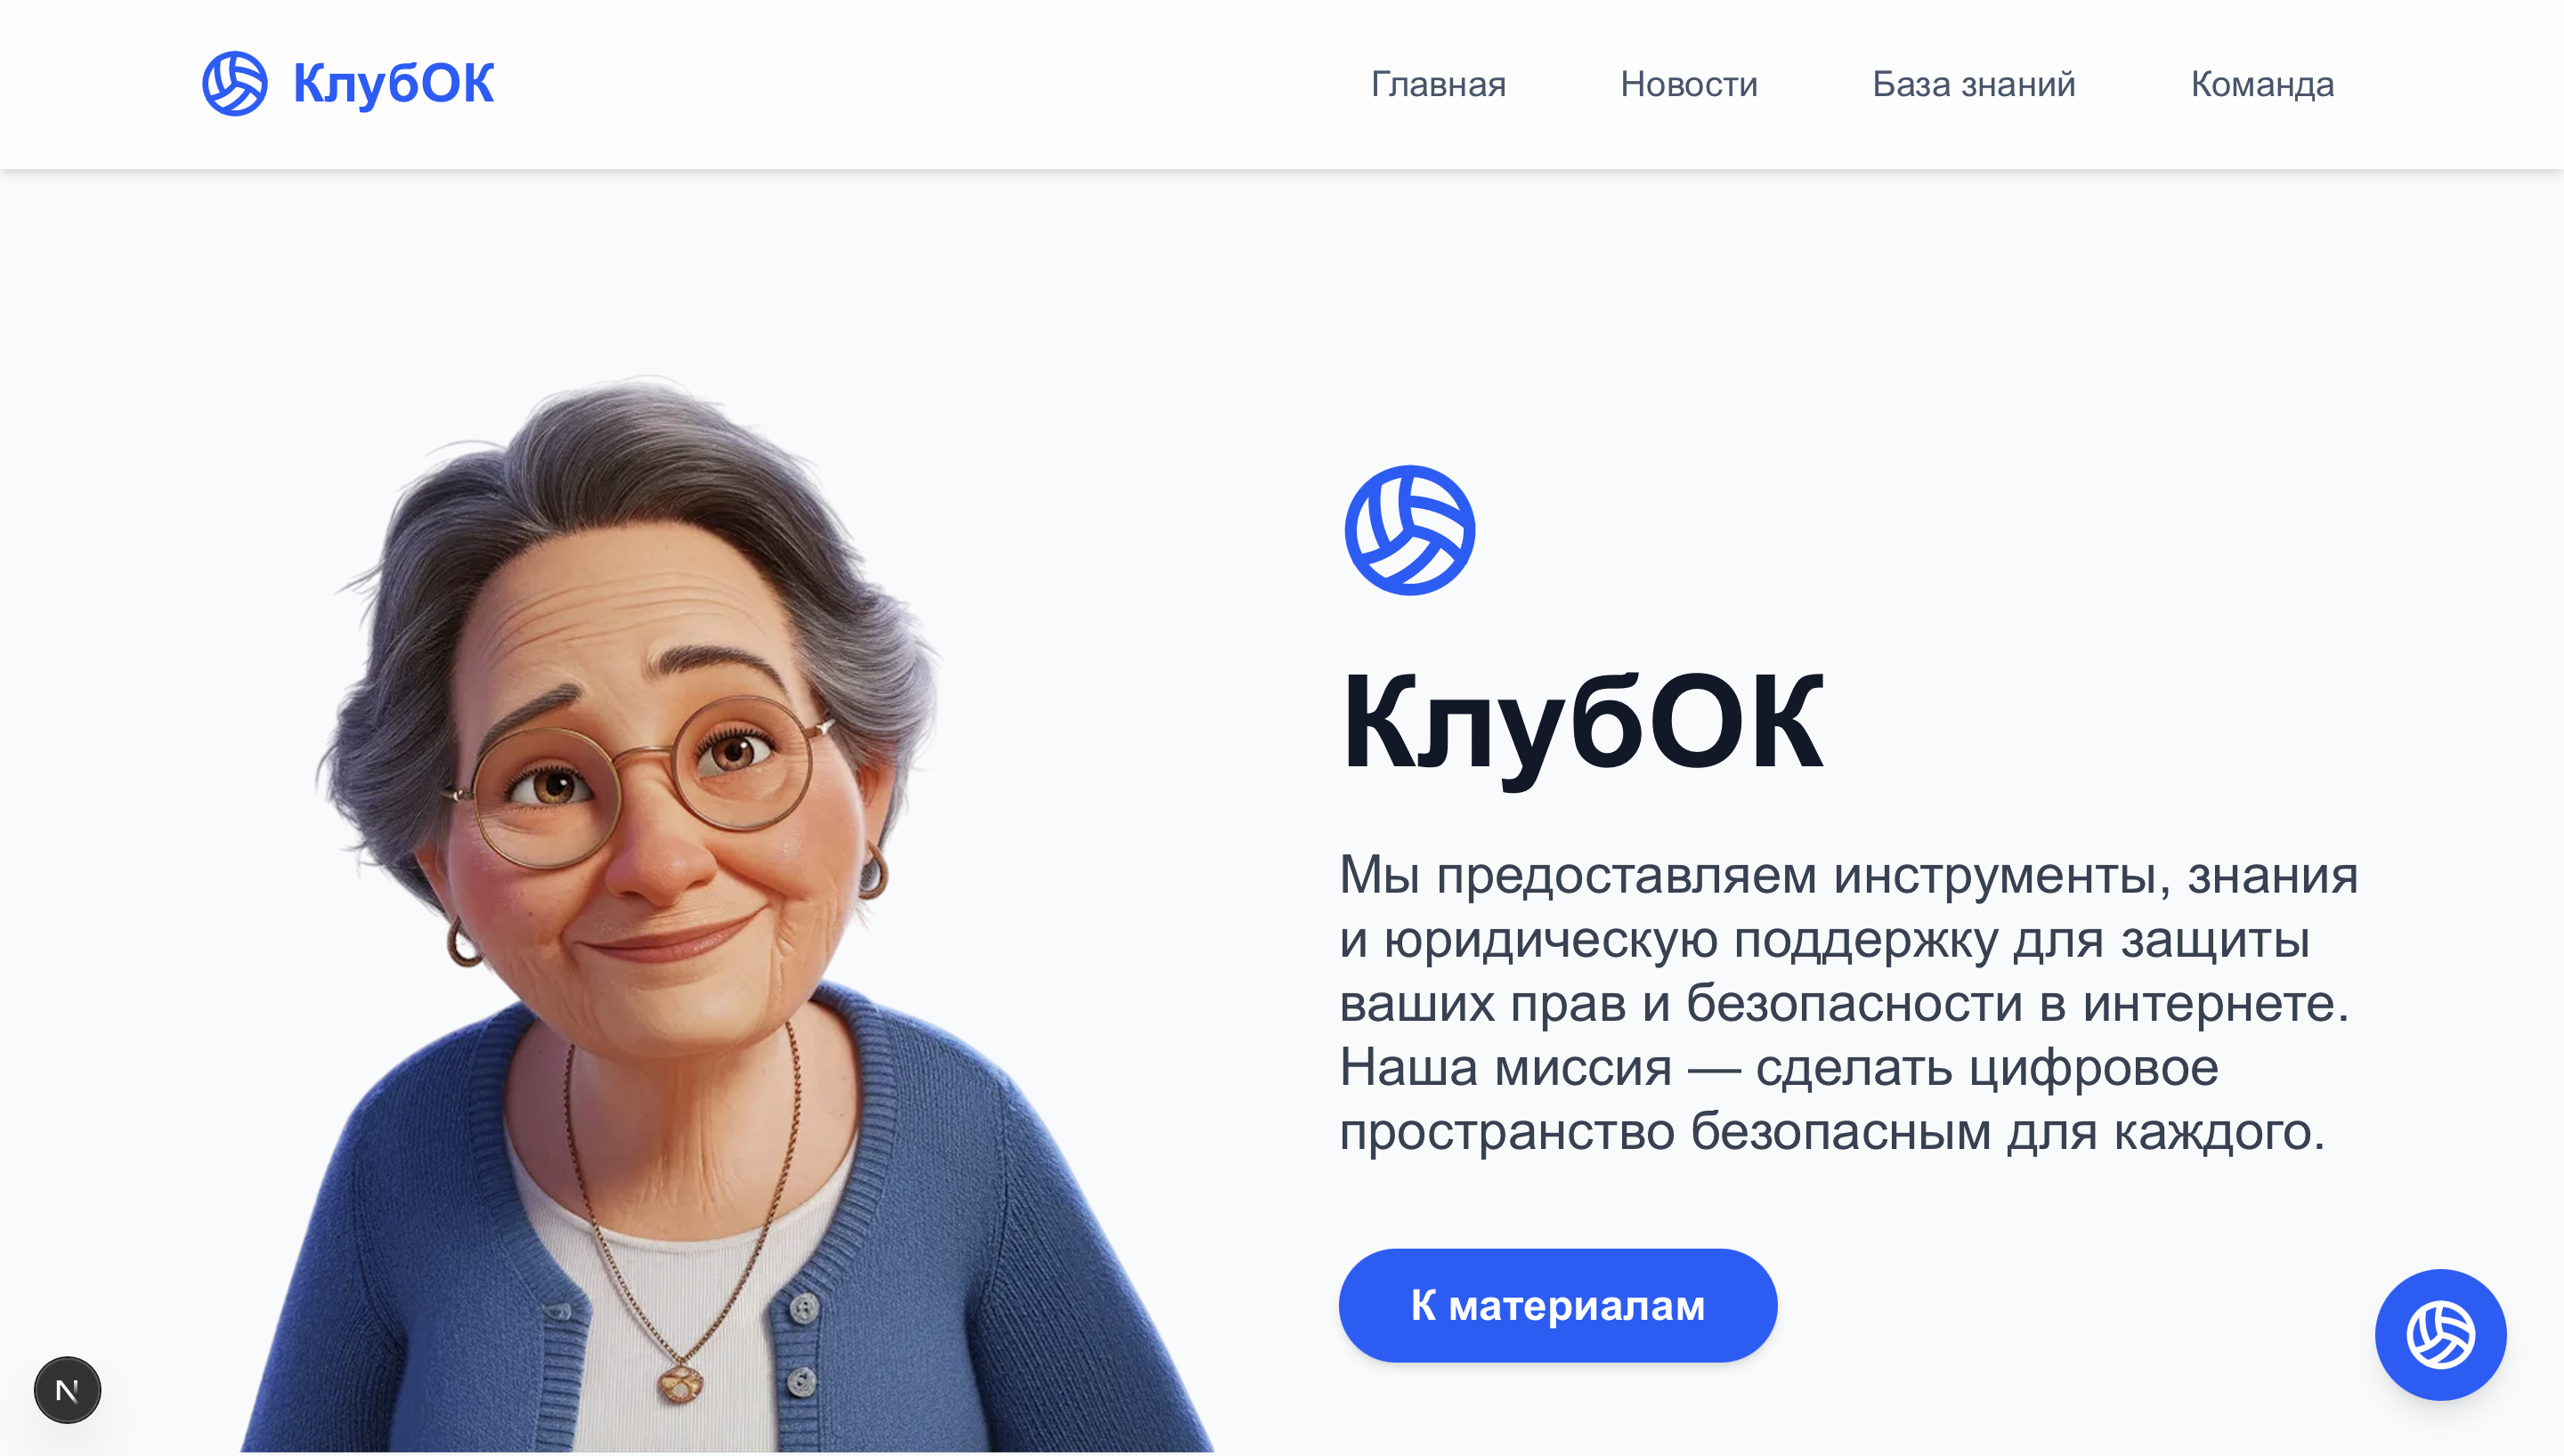 КлубОК
Главная
Новости
База знаний
Команда
КлубОК
Мы предоставляем инструменты, знания
и юридическую поддержку для защиты
ваших прав и безопасности в интернете.
Наша миссия — сделать цифровое
пространство безопасным для каждого.
К материалам
N